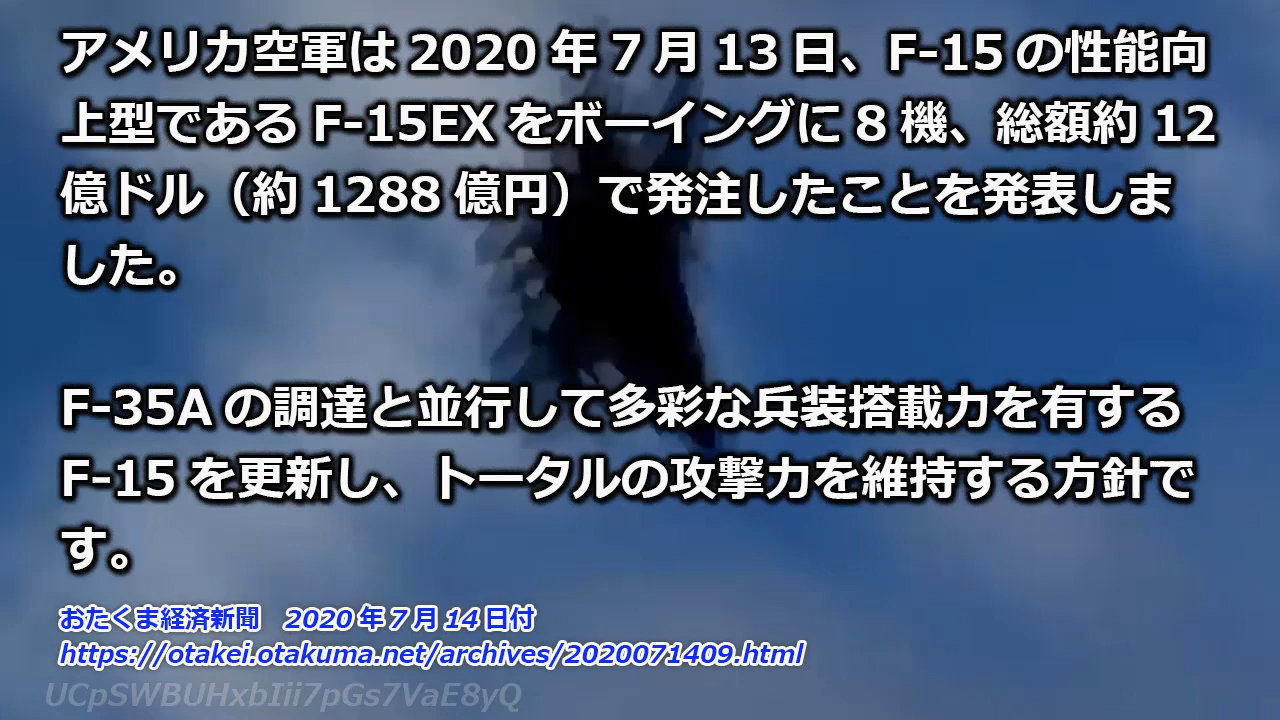 アメリカ空軍は2020年7月13日、F-15の性能向
上型であるF-15EXをボーイングに8機、総額約12
億ドル（約1288億円）で発注したことを発表しま
した。
F-35Aの調達と並行して多彩な兵装搭載力を有する
F-15を更新し、トータルの攻撃力を維持する方針で
す。
おたくま経済新聞　2020年7月14日付
https://otakei.otakuma.net/archives/2020071409.html
UCpSWBUHxbIii7pGs7VaE8yQ